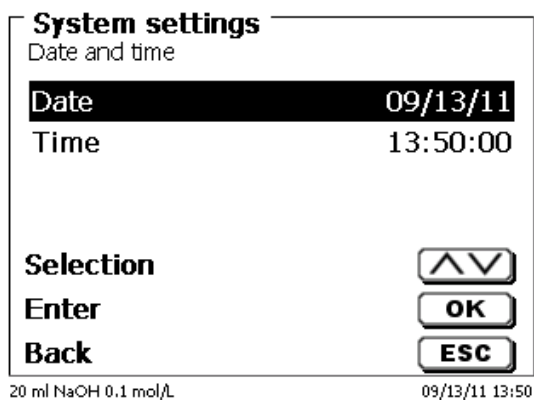 System settings
Date and time
Date 09/13/11
Time 13:50:00
Selection
Enter OK
Back ESC
20 ml NaOH 0.1 mol/L 09/13/11 13:50